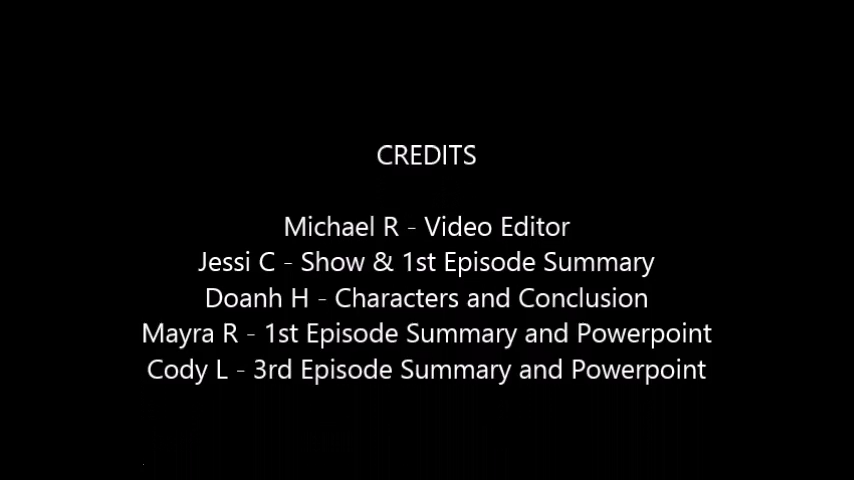 CREDITS
Michael R - Video Editor
Jessi C - Show & 1st Episode Summary
Doanh H - Characters and Conclusion
Mayra R - 1st Episode Summary and Powerpoint
Cody L - 3rd Episode Summary and Powerpoint